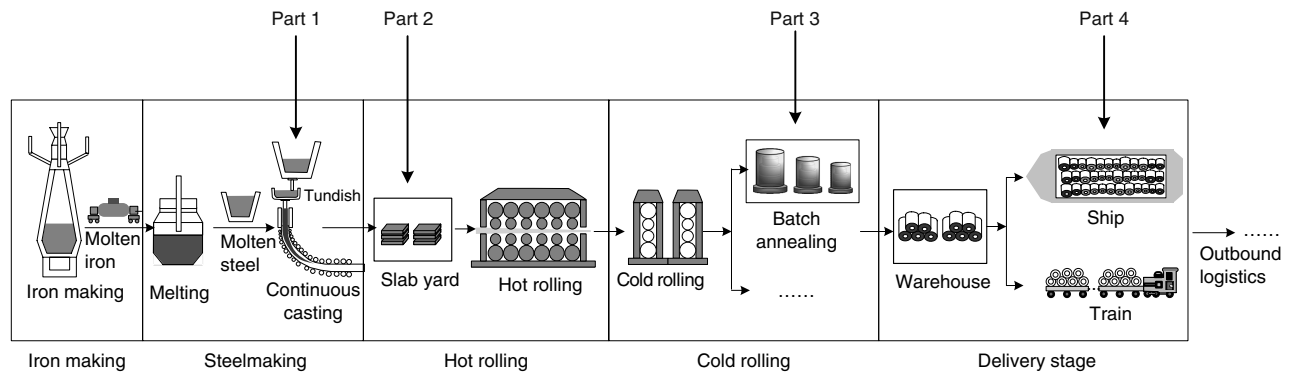 Part 1
Part 2
Part 3
Part 4
Tundish
Molten
iron
Iron making
Melting
Molten
steel
Continuous
casting
Slab yard
Hot rolling
Cold rolling
Batch
annealing
......
Warehouse
Ship
Train
......
Outbound
logistics
Iron making
Steelmaking
Hot rolling
Cold rolling
Delivery stage